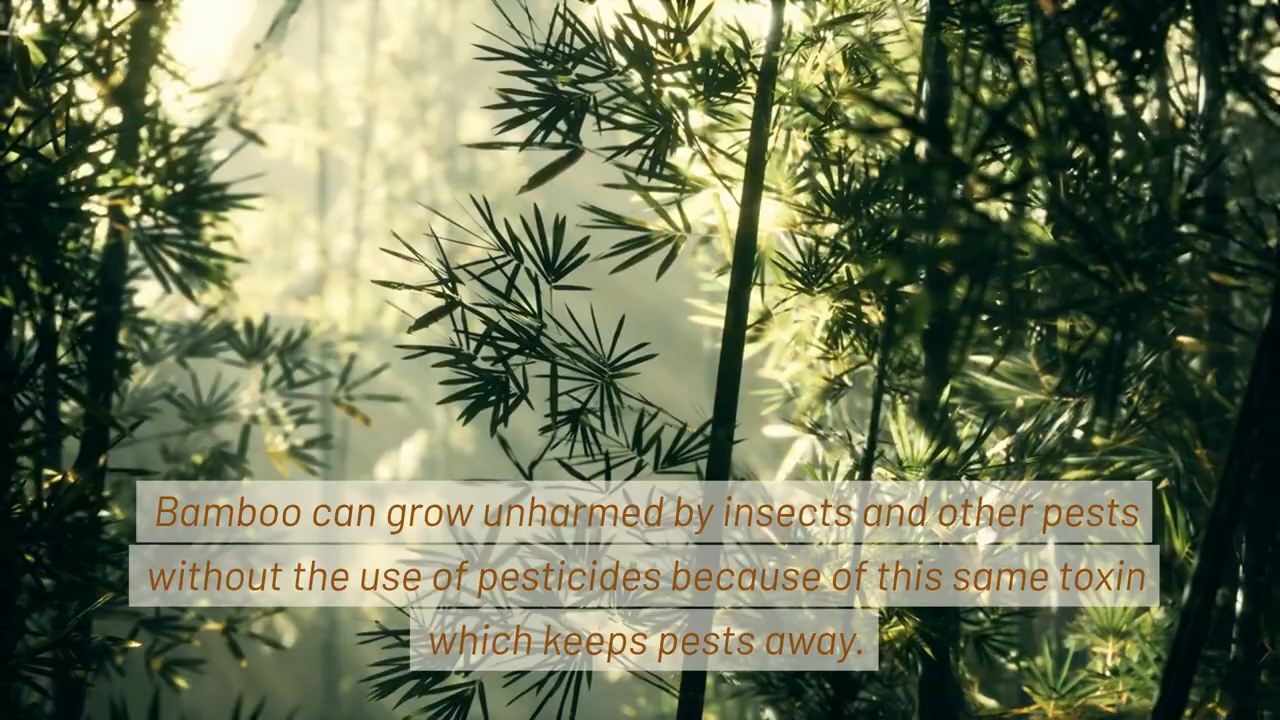 Bamboo can grow unharmed by insects and other pests
without the use of pesticides because of this same toxin
which keeps pests away.